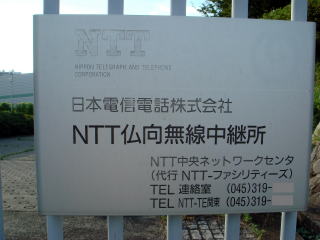 NTT
NIPPON TELEGRAPH AND TELEPHONE
CORPORATION
日本電信電話株式会社
NTT仏向無線中継所
NTT中央ネットワークセンタ
(代行 NTT-ファシリティーズ)
TEL 連絡室 (045)319-
TEL NTT-TE関東 (045)319-